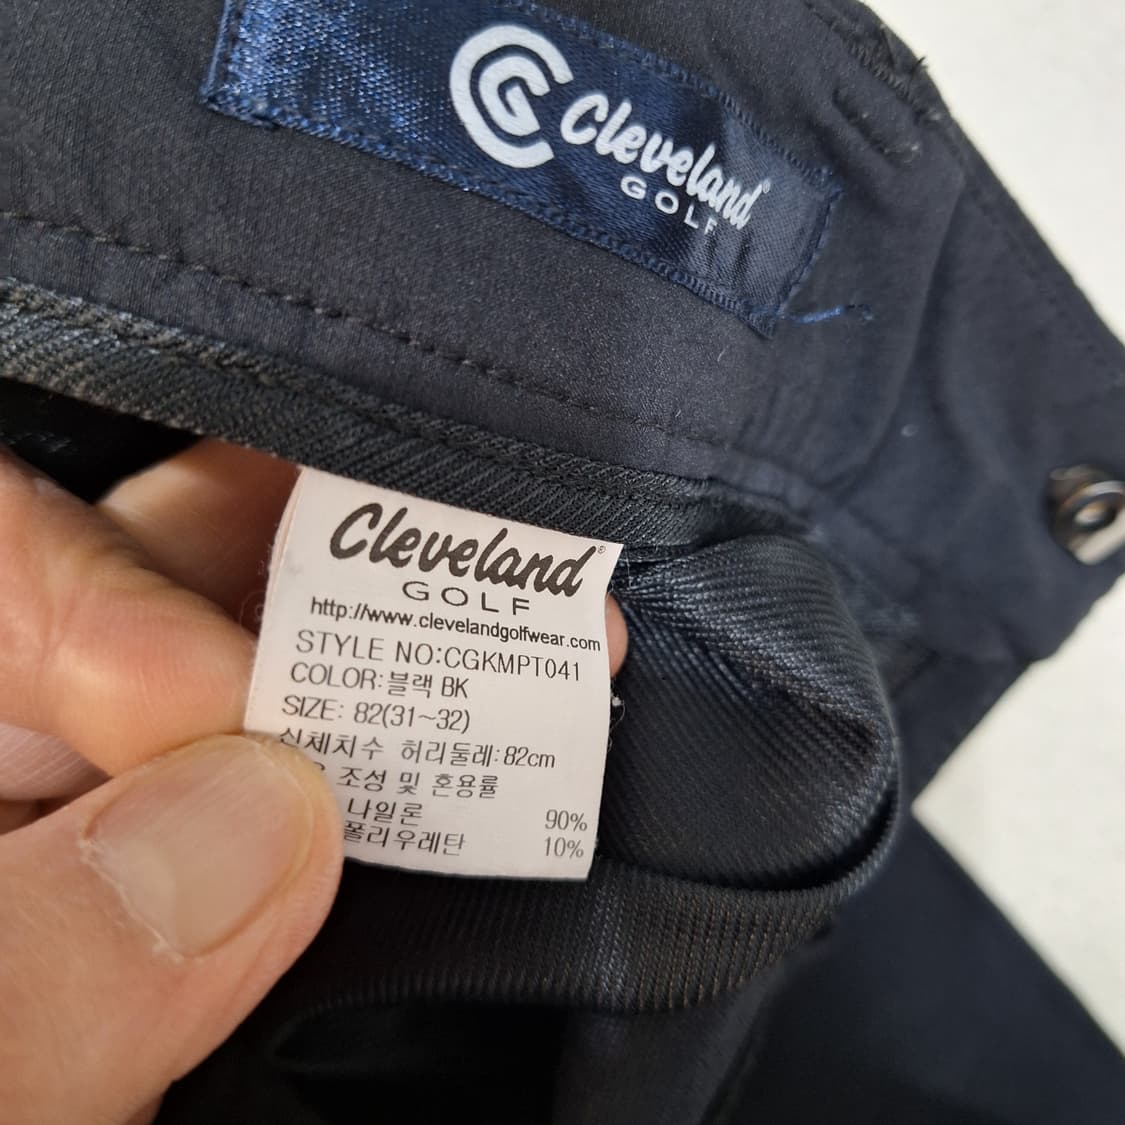 CG Cleveland®
GOLF
Cleveland®
GOLF
http://www.clevelandgolfwear.com
STYLE NO:CGKMPT041
COLOR:블랙 BK
SIZE: 82(31~32)
신체치수 허리둘레:82cm
조성 및 혼용률
나일론 90%
폴리우레탄 10%